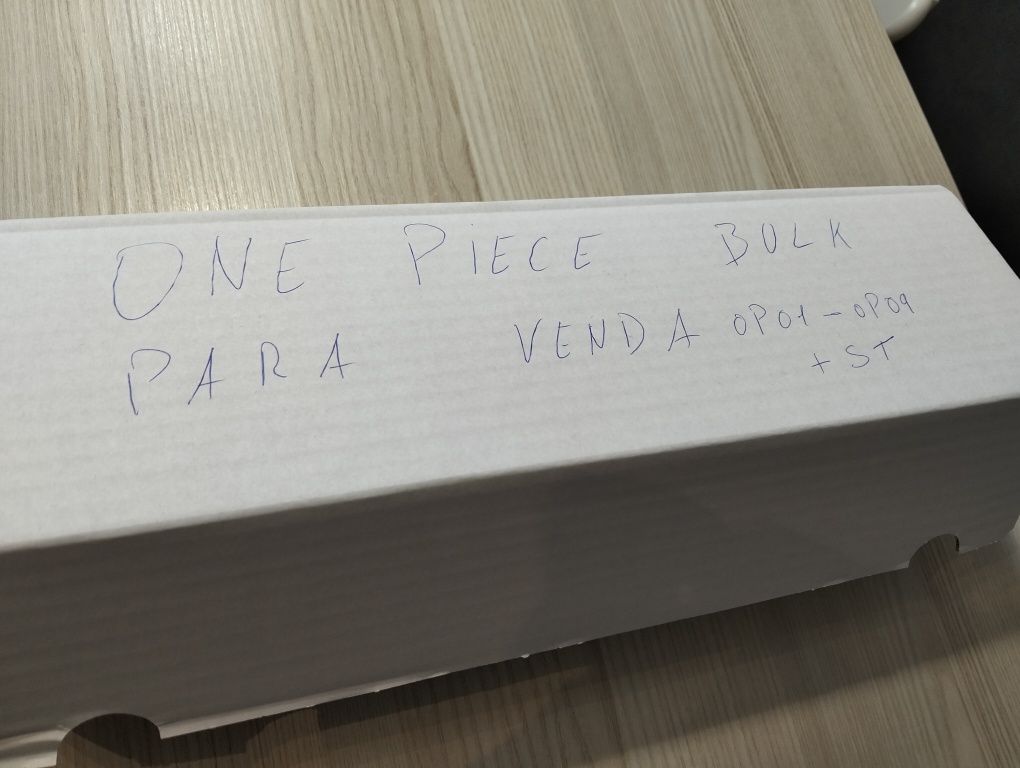 ONE PIECE BULK
PARA VENDA OP01-OP09
+ ST